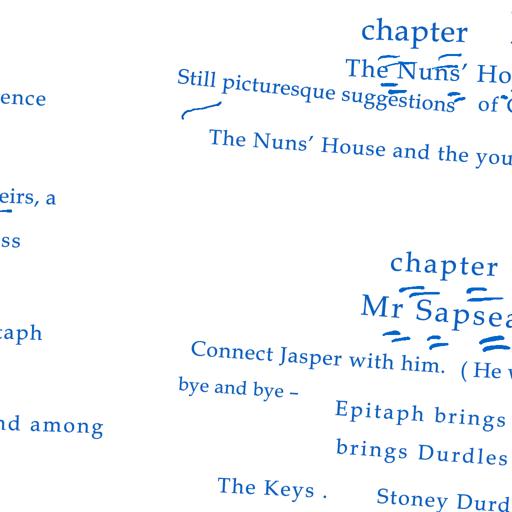 ence
eirs, a
ss
taph
nd among
chapter
The Nuns' Ho
Still picturesque suggestions of
The Nuns' House and the you
chapter
Mr Sapsea
Connect Jasper with him. (He w
bye and bye –
Epitaph brings
brings Durdles
The Keys . Stoney Durd